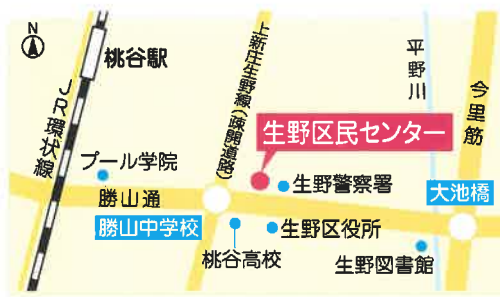 N
桃谷駅
JR環状線
上新庄生野線(疎開道路)
平野川
今里筋
生野区民センター
プール学院
生野警察署
大池橋
勝山通
勝山中学校
生野区役所
桃谷高校
生野図書館